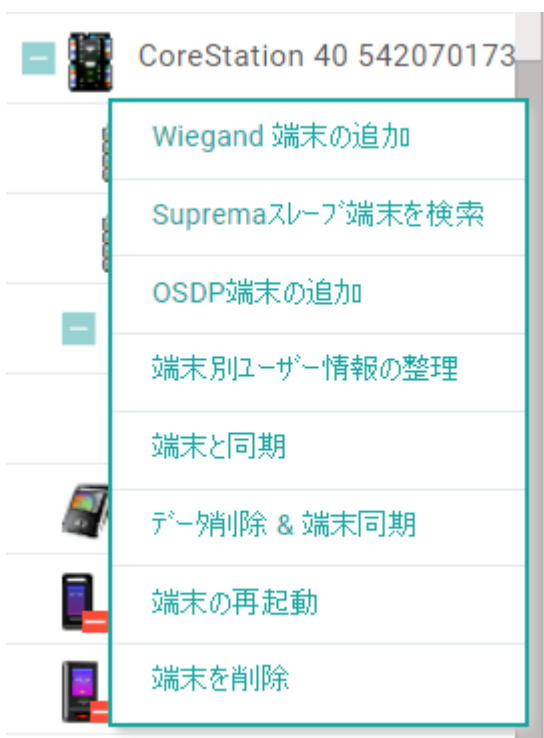 CoreStation 40 542070173
Wiegand 端末の追加
Supremaスレーブ端末を検索
OSDP端末の追加
端末別ユーザー情報の整理
端末と同期
データ削除 & 端末同期
端末の再起動
端末を削除